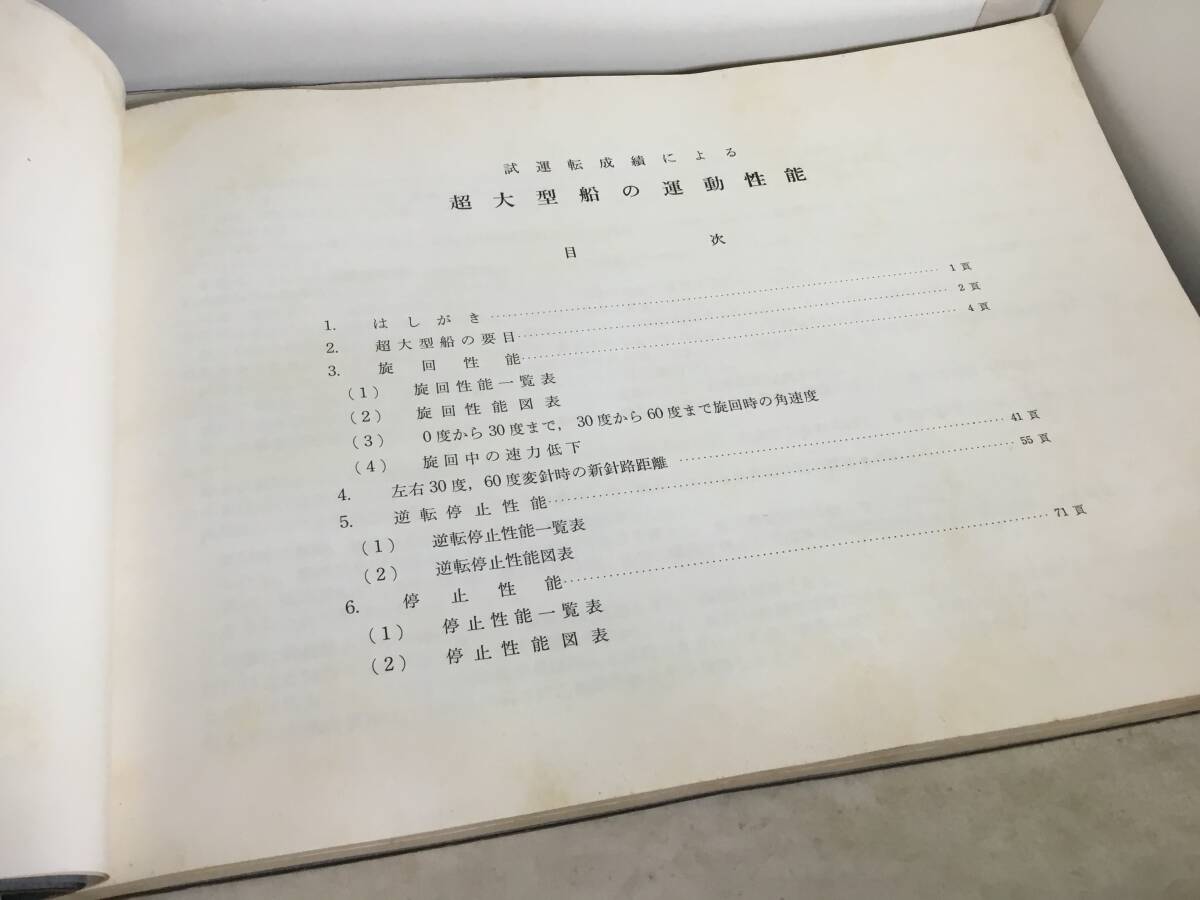 試運転成績による
超大型船の運動性能
目次
1. はしがき……………1頁
2. 超大型船の要目……………2頁
3. 旋回性能……………4頁
(1) 旋回性能一覧表
(2) 旋回性能図表
(3) 0度から30度まで，30度から60度まで旋回時の角速度
(4) 旋回中の速力低下
4. 左右30度，60度変針時の新針路距離……………41頁
5. 逆転停止性能……………55頁
(1) 逆転停止性能一覧表
(2) 逆転停止性能図表
6. 停止性能……………71頁
(1) 停止性能一覧表
(2) 停止性能図表